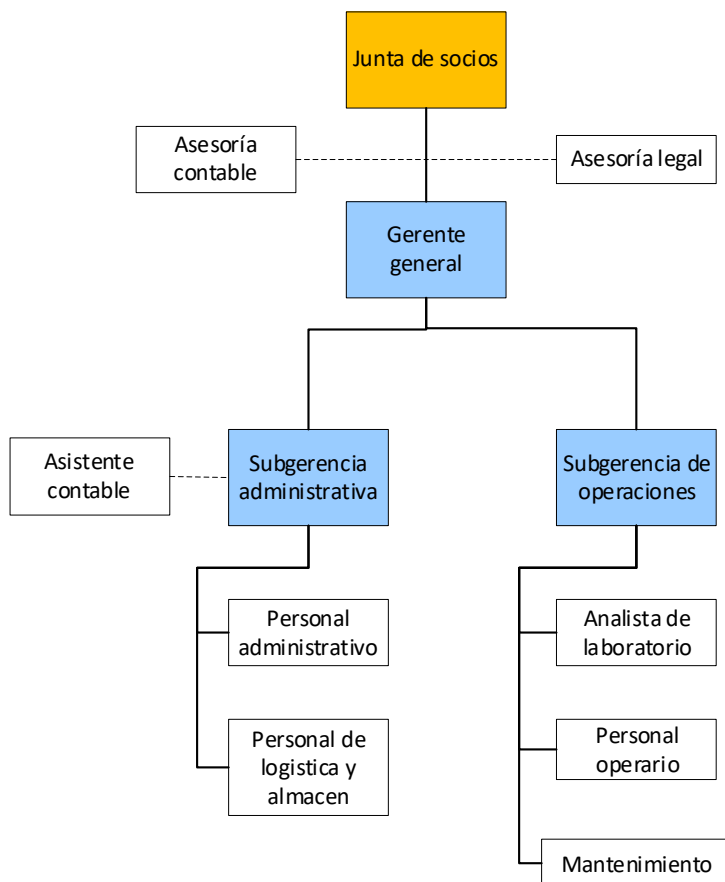 Junta de socios
Asesoría
contable
Asesoría legal
Gerente
general
Asistente
contable
Subgerencia
administrativa
Subgerencia de
operaciones
Personal
administrativo
Analista de
laboratorio
Personal de
logistica y
almacen
Personal
operario
Mantenimiento